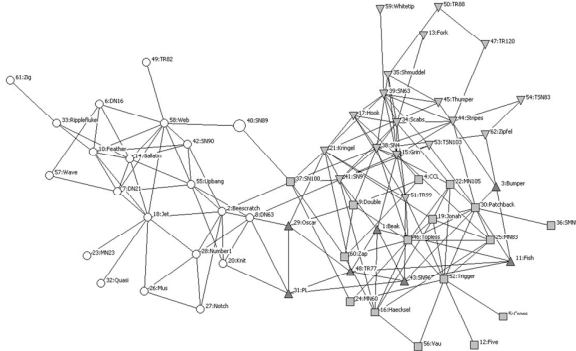 59:Whitetip
50:TR88
13:Fork
47:TR120
49:TR82
35:Shmuddel
61:Zig
39:SN63
45:Thumper
54:TSN83
6:DN16
17:Hook
34:Scabs
44:Stripes
33:Ripplefluke
58:Web
40:SN89
62:Zipfel
42:SN90
53:TSN103
10:Feather
21:Kringel
38:SN4
15:Grin
57:Wave
55:Upbang
37:SN100
41:SN97
4:CCL
22:MN105
3:Bumper
7:DN21
51:TR99
9:Double
30:Patchback
18:Jet
2:Beescratch
8:DN63
29:Oscar
1:Beak
19:Jonah
36:SMN
46:Topless
25:MN83
23:MN23
28:Number1
60:Zap
20:Knit
48:TR77
11:Fish
32:Quasi
43:SN96
52:Trigger
26:Mus
31:PL
24:MN60
27:Notch
16:Haecksel
56:Vau
12:Five